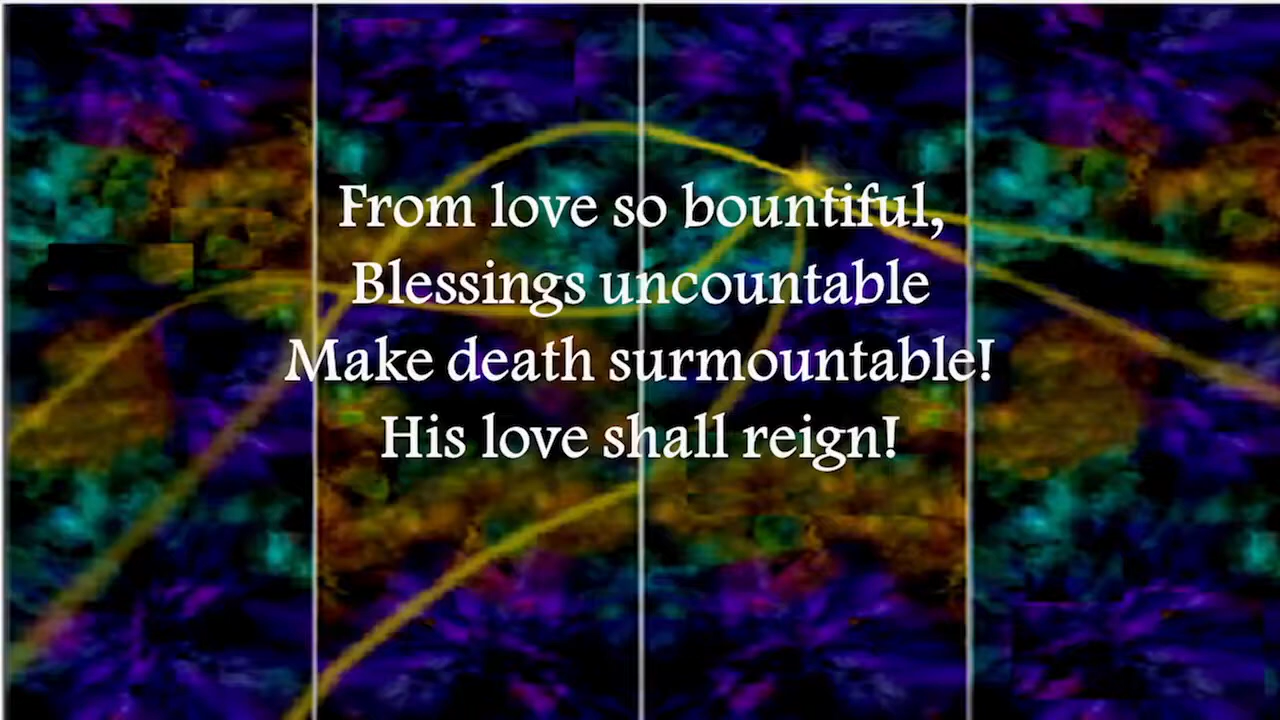 From love so bountiful,
Blessings uncountable
Make death surmountable!
His love shall reign!